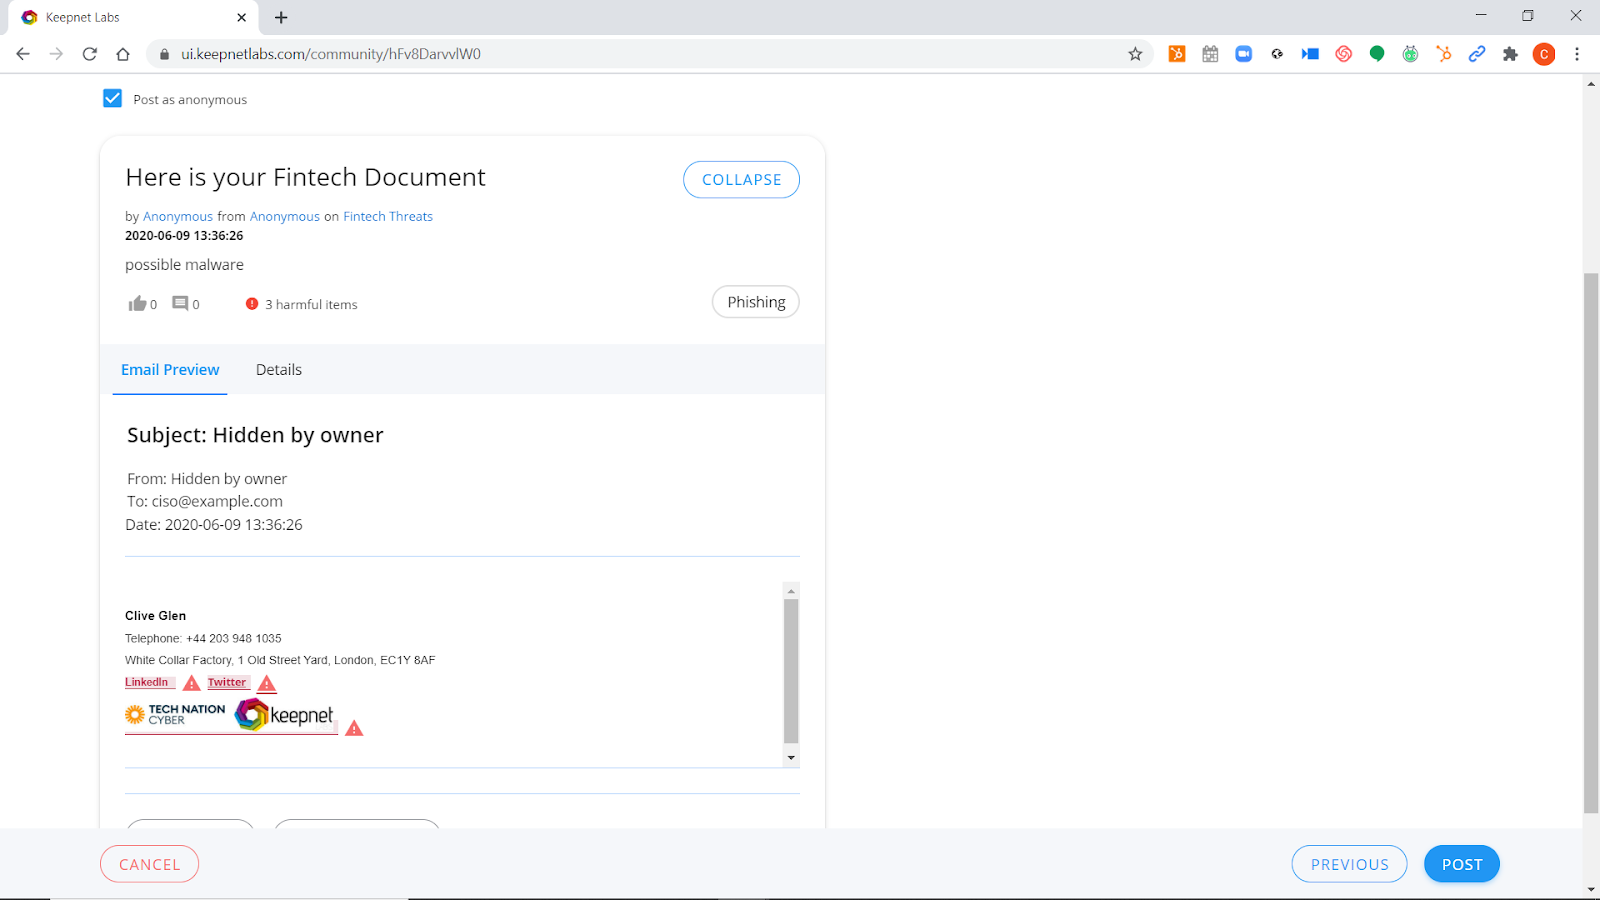 Keepnet Labs
ui.keepnetlabs.com/community/hFv8DarvvlW0
C
Post as anonymous
Here is your Fintech Document
COLLAPSE
by Anonymous from Anonymous on Fintech Threats
2020-06-09 13:36:26
possible malware
0 0 3 harmful items
Phishing
Email Preview Details
Subject: Hidden by owner
From: Hidden by owner
To: ciso@example.com
Date: 2020-06-09 13:36:26
Clive Glen
Telephone: +44 203 948 1035
White Collar Factory, 1 Old Street Yard, London, EC1Y 8AF
LinkedIn Twitter
TECH NATION
CYBER
keepnet
CANCEL PREVIOUS POST